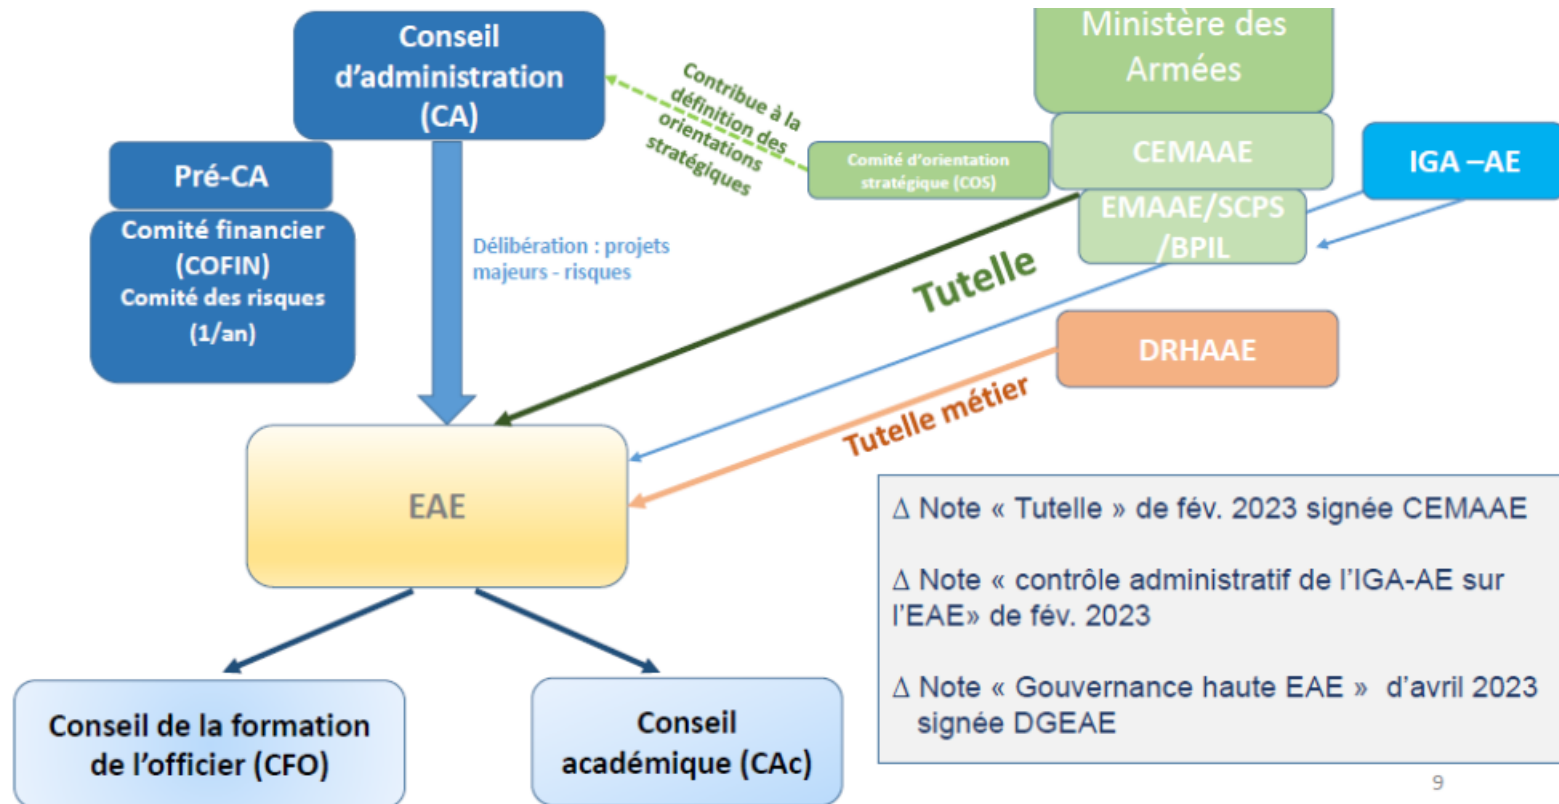 Conseil
d'administration
(CA)
Pré-CA
Comité financier
(COFIN)
Comité des risques
(1/an)
Délibération : projets
majeurs - risques
Contribue à la
définition des
orientations
stratégiques
Ministère des
Armées
Comité d'orientation
stratégique (COS)
CEMAAE
EMAAE/SCPS
/BPIL
IGA –AE
Tutelle
DRHAAE
Tutelle métier
EAE
Conseil de la formation
de l'officier (CFO)
Conseil
académique (CAc)
Δ Note « Tutelle » de fév. 2023 signée CEMAAE
Δ Note « contrôle administratif de l'IGA-AE sur
l'EAE» de fév. 2023
Δ Note « Gouvernance haute EAE » d'avril 2023
signée DGEAE
9